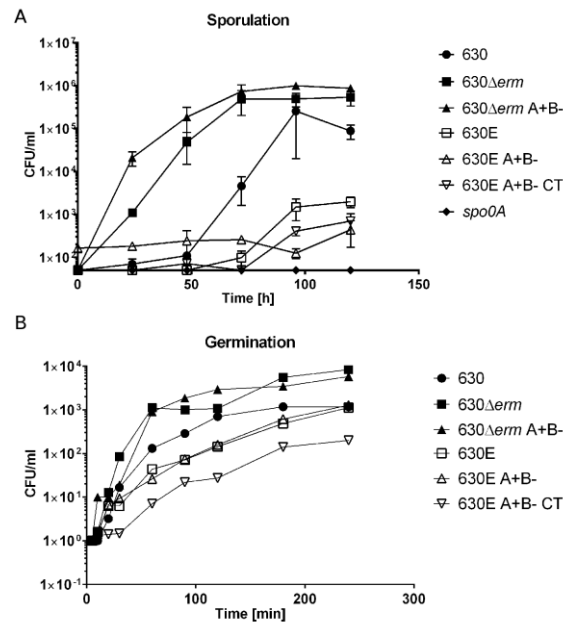 A
Sporulation
1×10⁷
1×10⁶
1×10⁵
1×10⁴
1×10³
1×10²
CFU/ml
0
50
100
150
Time [h]
630
630Δerm
630Δerm A+B-
630E
630E A+B-
630E A+B- CT
spo0A
B
Germination
1×10⁴
1×10³
1×10²
1×10¹
1×10⁰
1×10⁻¹
CFU/ml
0
100
200
300
Time [min]
630
630Δerm
630Δerm A+B-
630E
630E A+B-
630E A+B- CT